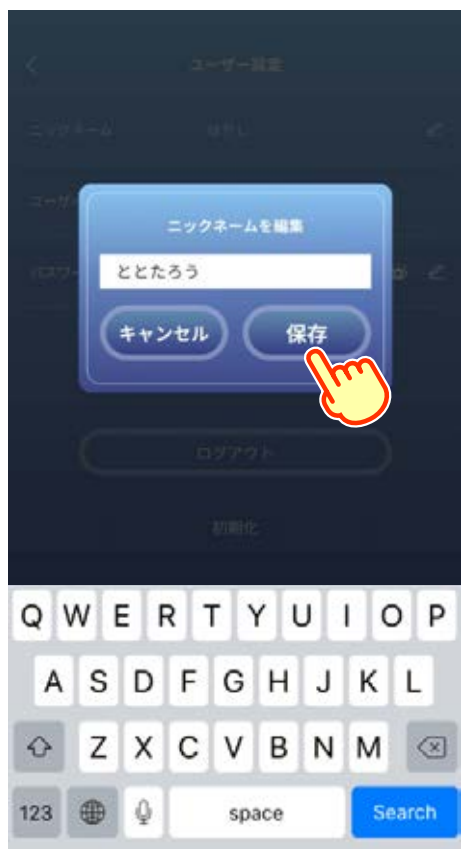 ユーザー設定
ニックネーム
ニックネームを編集
ととたろう
キャンセル 保存
ログアウト
初期化
Q W E R T Y U I O P
A S D F G H J K L
Z X C V B N M
123 space Search